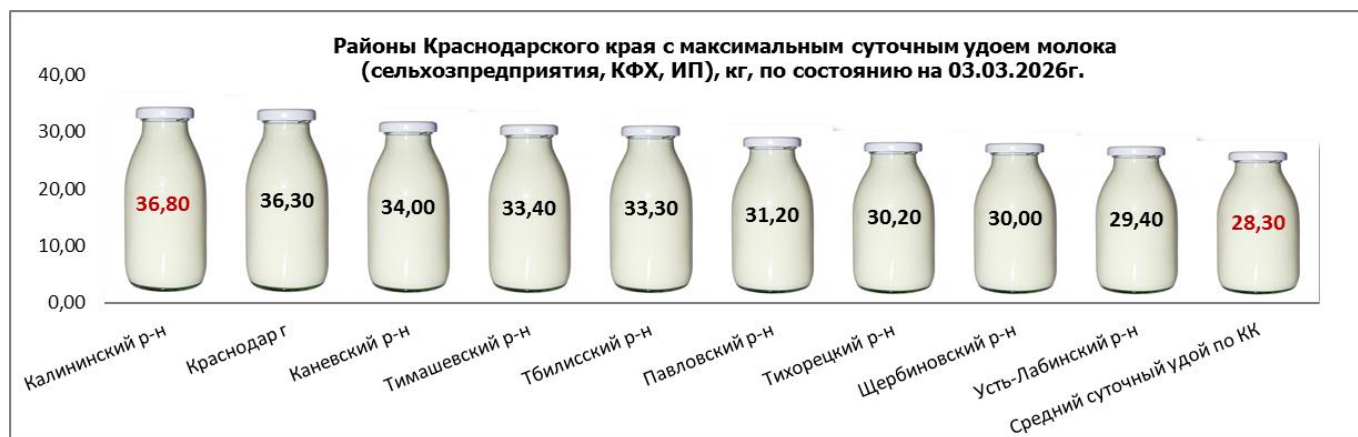 Районы Краснодарского края с максимальным суточным удоем молока
(сельхозпредприятия, КФХ, ИП), кг, по состоянию на 03.03.2026г.
40,00
30,00
20,00
10,00
0,00
36,80
36,30
34,00
33,40
33,30
31,20
30,20
30,00
29,40
28,30
Калининский р-н
Краснодар г
Каневский р-н
Тимашевский р-н
Тбилисский р-н
Павловский р-н
Тихорецкий р-н
Щербиновский р-н
Усть-Лабинский р-н
Средний суточный удой по КК